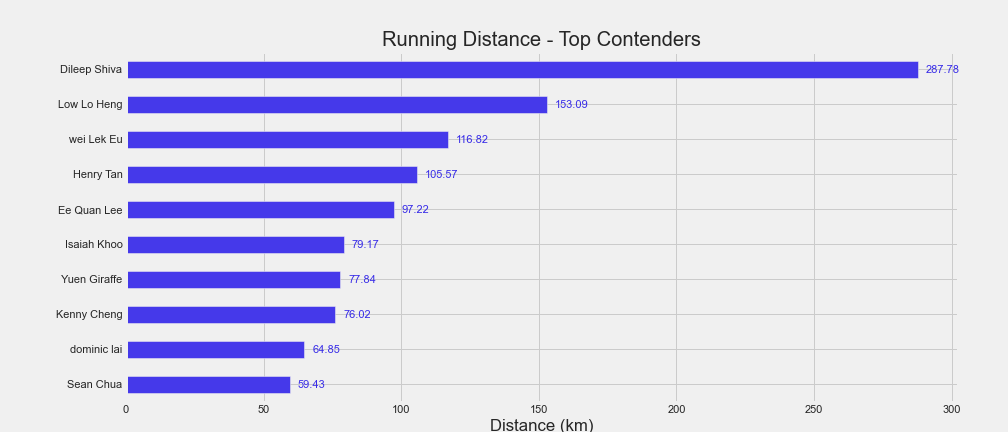 Running Distance - Top Contenders
Dileep Shiva 287.78
Low Lo Heng 153.09
wei Lek Eu 116.82
Henry Tan 105.57
Ee Quan Lee 97.22
Isaiah Khoo 79.17
Yuen Giraffe 77.84
Kenny Cheng 76.02
dominic lai 64.85
Sean Chua 59.43
0 50 100 150 200 250 300
Distance (km)